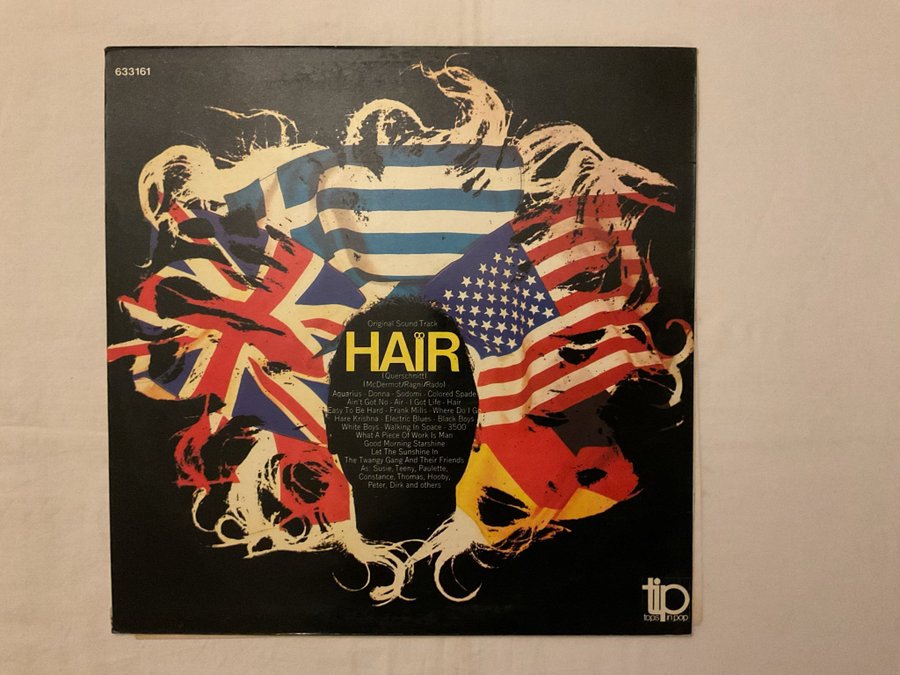 633161
Original Sound Track
HAIR
(Querschnitt)
(McDermot/Ragni/Rado)
Aquarius - Donna - Sodomi - Colored Spade
Ain't Got No - Air - I Got Life - Hair
Easy To Be Hard - Frank Mills - Where Do I Go
Hare Krishna - Electric Blues - Black Boys
White Boys - Walking In Space - 3500
What A Piece Of Work Is Man
Good Morning Starshine
Let The Sunshine In
The Twangy Gang And Their Friends
As: Susie, Teeny, Paulette,
Constance, Thomas, Hooby,
Peter, Dirk and others
tip
tops in pop